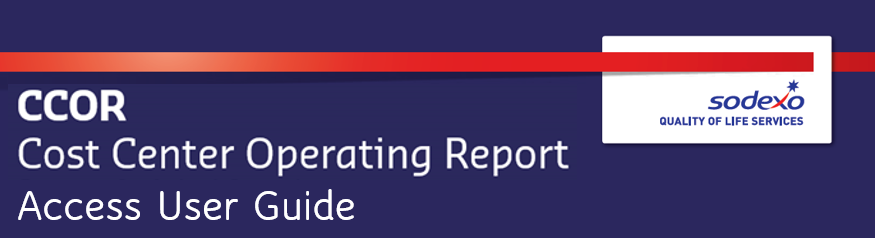 CCOR
Cost Center Operating Report
Access User Guide
sodexo
QUALITY OF LIFE SERVICES